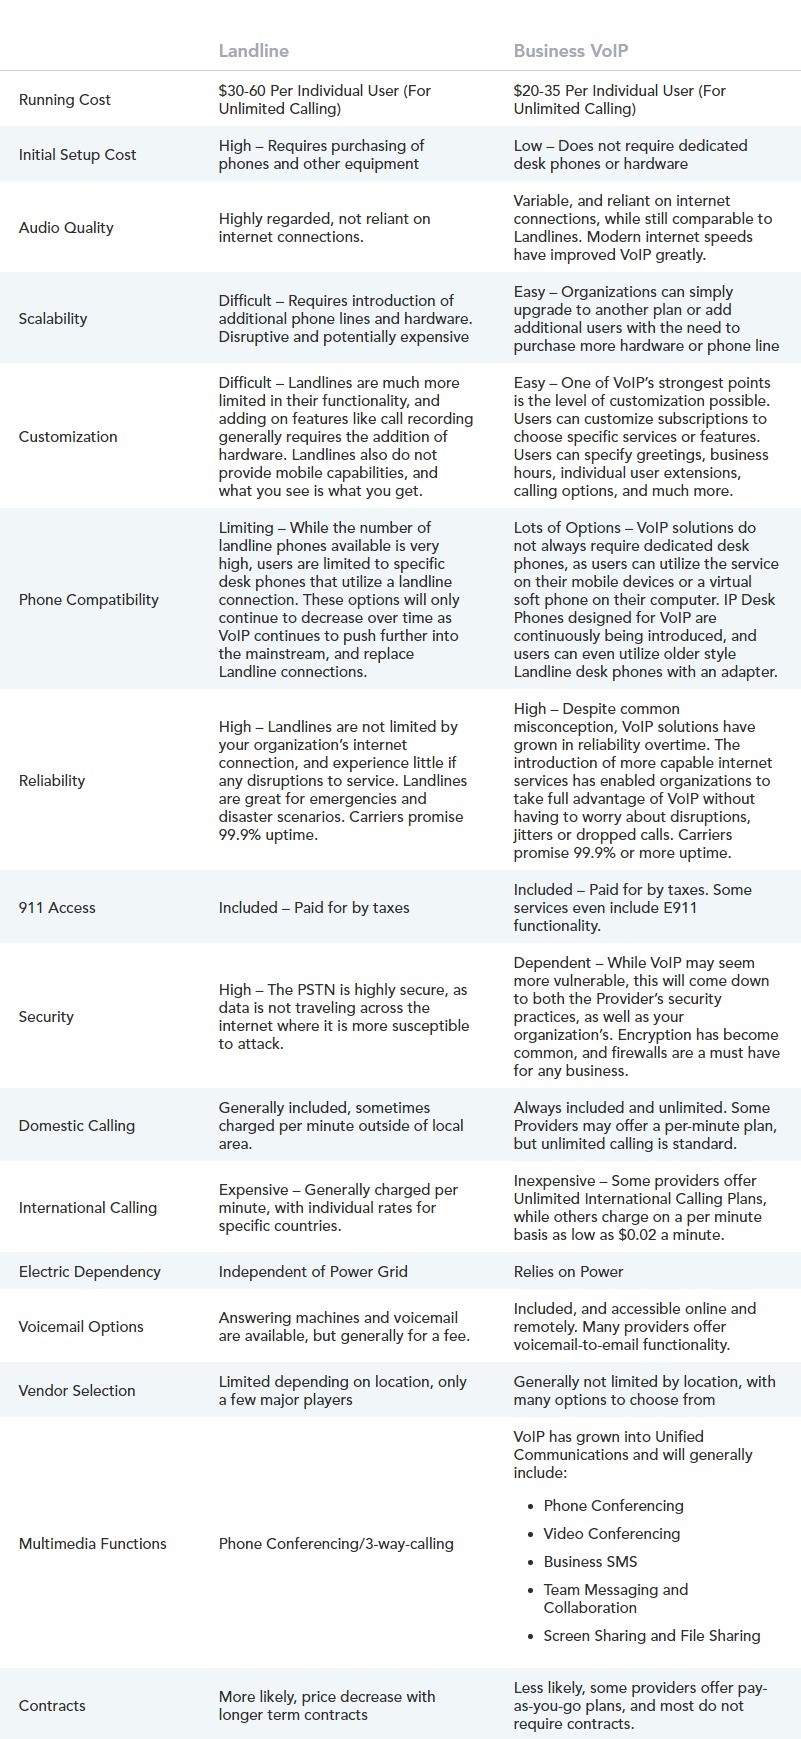 Landline
Business VoIP
Running Cost
$30-60 Per Individual User (For
Unlimited Calling)
$20-35 Per Individual User (For
Unlimited Calling)
Initial Setup Cost
High – Requires purchasing of
phones and other equipment
Low – Does not require dedicated
desk phones or hardware
Audio Quality
Highly regarded, not reliant on
internet connections.
Variable, and reliant on internet
connections, while still comparable to
Landlines. Modern internet speeds
have improved VoIP greatly.
Scalability
Difficult – Requires introduction of
additional phone lines and hardware.
Disruptive and potentially expensive
Easy – Organizations can simply
upgrade to another plan or add
additional users with the need to
purchase more hardware or phone line
Customization
Difficult – Landlines are much more
limited in their functionality, and
adding on features like call recording
generally requires the addition of
hardware. Landlines also do not
provide mobile capabilities, and
what you see is what you get.
Easy – One of VoIP's strongest points
is the level of customization possible.
Users can customize subscriptions to
choose specific services or features.
Users can specify greetings, business
hours, individual user extensions,
calling options, and much more.
Phone Compatibility
Limiting – While the number of
landline phones available is very
high, users are limited to specific
desk phones that utilize a landline
connection. These options will only
continue to decrease over time as
VoIP continues to push further into
the mainstream, and replace
Landline connections.
Lots of Options – VoIP solutions do
not always require dedicated desk
phones, as users can utilize the service
on their mobile devices or a virtual
soft phone on their computer. IP Desk
Phones designed for VoIP are
continuously being introduced, and
users can even utilize older style
Landline desk phones with an adapter.
Reliability
High – Landlines are not limited by
your organization's internet
connection, and experience little if
any disruptions to service. Landlines
are great for emergencies and
disaster scenarios. Carriers promise
99.9% uptime.
High – Despite common
misconception, VoIP solutions have
grown in reliability overtime. The
introduction of more capable internet
services has enabled organizations to
take full advantage of VoIP without
having to worry about disruptions,
jitters or dropped calls. Carriers
promise 99.9% or more uptime.
911 Access
Included – Paid for by taxes
Included – Paid for by taxes. Some
services even include E911
functionality.
Security
High – The PSTN is highly secure, as
data is not traveling across the
internet where it is more susceptible
to attack.
Dependent – While VoIP may seem
more vulnerable, this will come down
to both the Provider's security
practices, as well as your
organization's. Encryption has become
common, and firewalls are a must have
for any business.
Domestic Calling
Generally included, sometimes
charged per minute outside of local
area.
Always included and unlimited. Some
Providers may offer a per-minute plan,
but unlimited calling is standard.
International Calling
Expensive – Generally charged per
minute, with individual rates for
specific countries.
Inexpensive – Some providers offer
Unlimited International Calling Plans,
while others charge on a per minute
basis as low as $0.02 a minute.
Electric Dependency
Independent of Power Grid
Relies on Power
Voicemail Options
Answering machines and voicemail
are available, but generally for a fee.
Included, and accessible online and
remotely. Many providers offer
voicemail-to-email functionality.
Vendor Selection
Limited depending on location, only
a few major players
Generally not limited by location, with
many options to choose from
Multimedia Functions
Phone Conferencing/3-way-calling
VoIP has grown into Unified
Communications and will generally
include:
• Phone Conferencing
• Video Conferencing
• Business SMS
• Team Messaging and
Collaboration
• Screen Sharing and File Sharing
Contracts
More likely, price decrease with
longer term contracts
Less likely, some providers offer pay-
as-you-go plans, and most do not
require contracts.